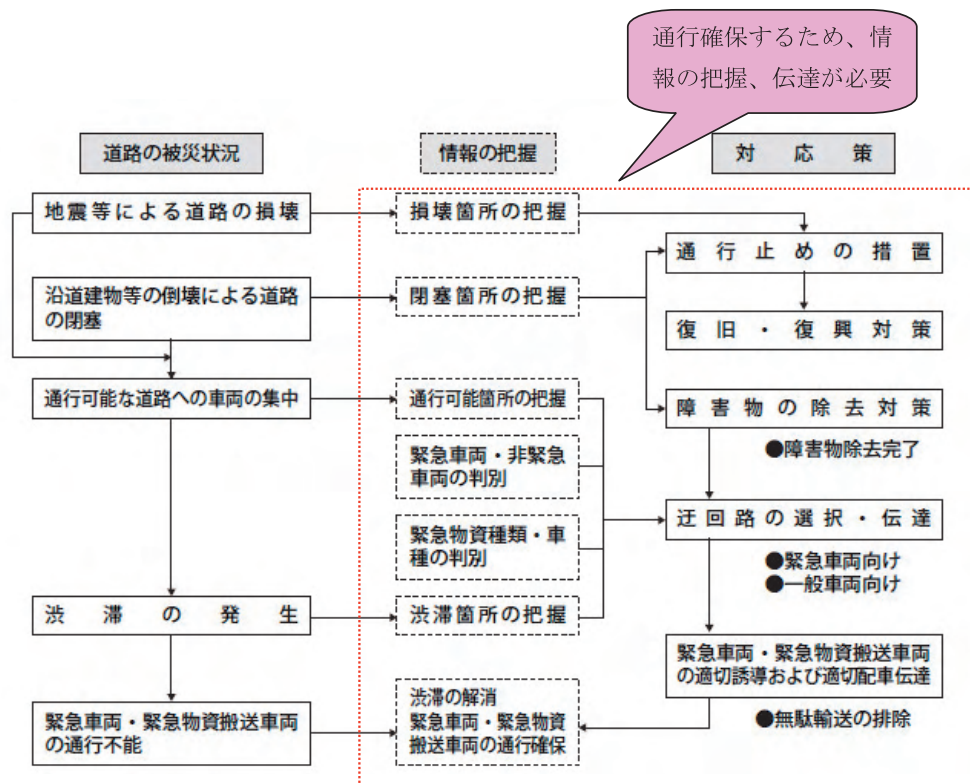 通行確保するため、情
報の把握、伝達が必要
道路の被災状況
情報の把握
対応策
地震等による道路の損壊
損壊箇所の把握
通行止めの措置
沿道建物等の倒壊による道路
の閉塞
閉塞箇所の把握
復旧・復興対策
通行可能な道路への車両の集中
通行可能箇所の把握
障害物の除去対策
●障害物除去完了
緊急車両・非緊急
車両の判別
緊急物資種類・車
種の判別
迂回路の選択・伝達
●緊急車両向け
●一般車両向け
渋滞の発生
渋滞箇所の把握
緊急車両・緊急物資搬送車両
の適切誘導および適切配車伝達
●無駄輸送の排除
緊急車両・緊急物資搬送車両
の通行不能
渋滞の解消
緊急車両・緊急物資
搬送車両の通行確保